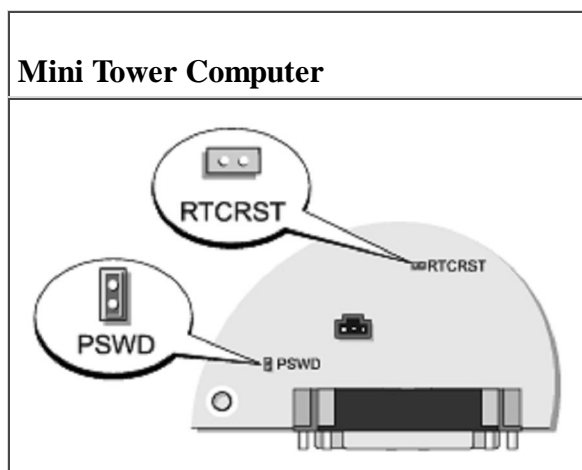 Mini Tower Computer
RTCRST
RTCRST
PSWD
PSWD